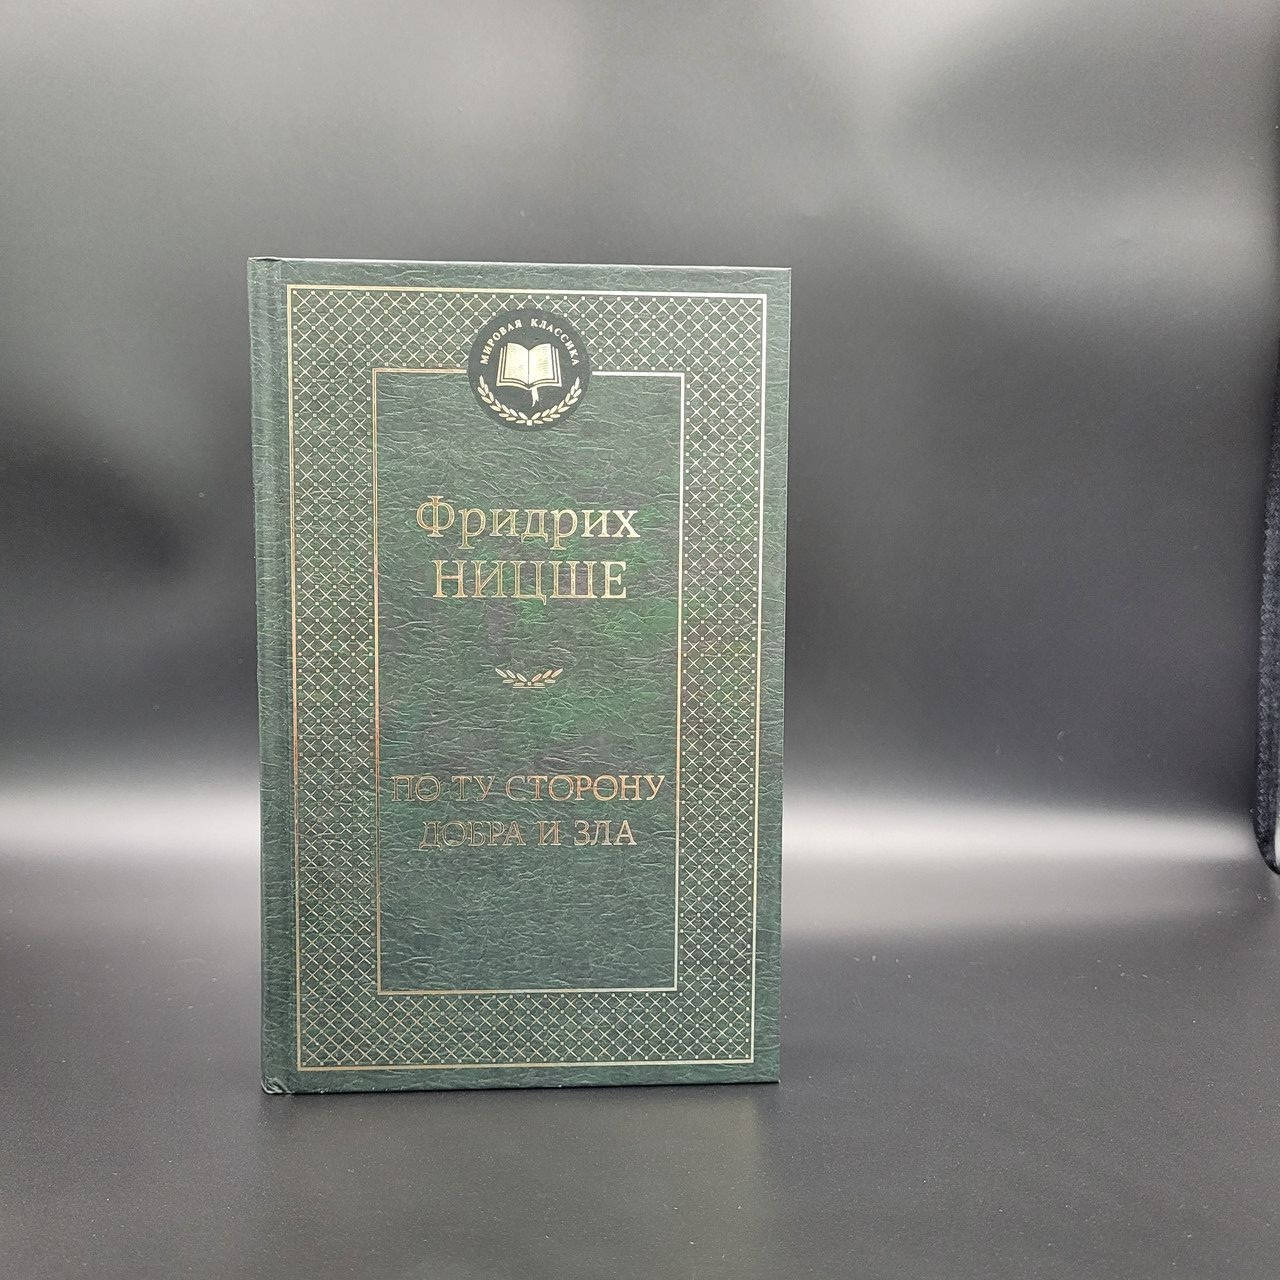 МИРОВАЯ КЛАССИКА
Фридрих
НИЦШЕ
ПО ТУ СТОРОНУ
ДОБРА И ЗЛА